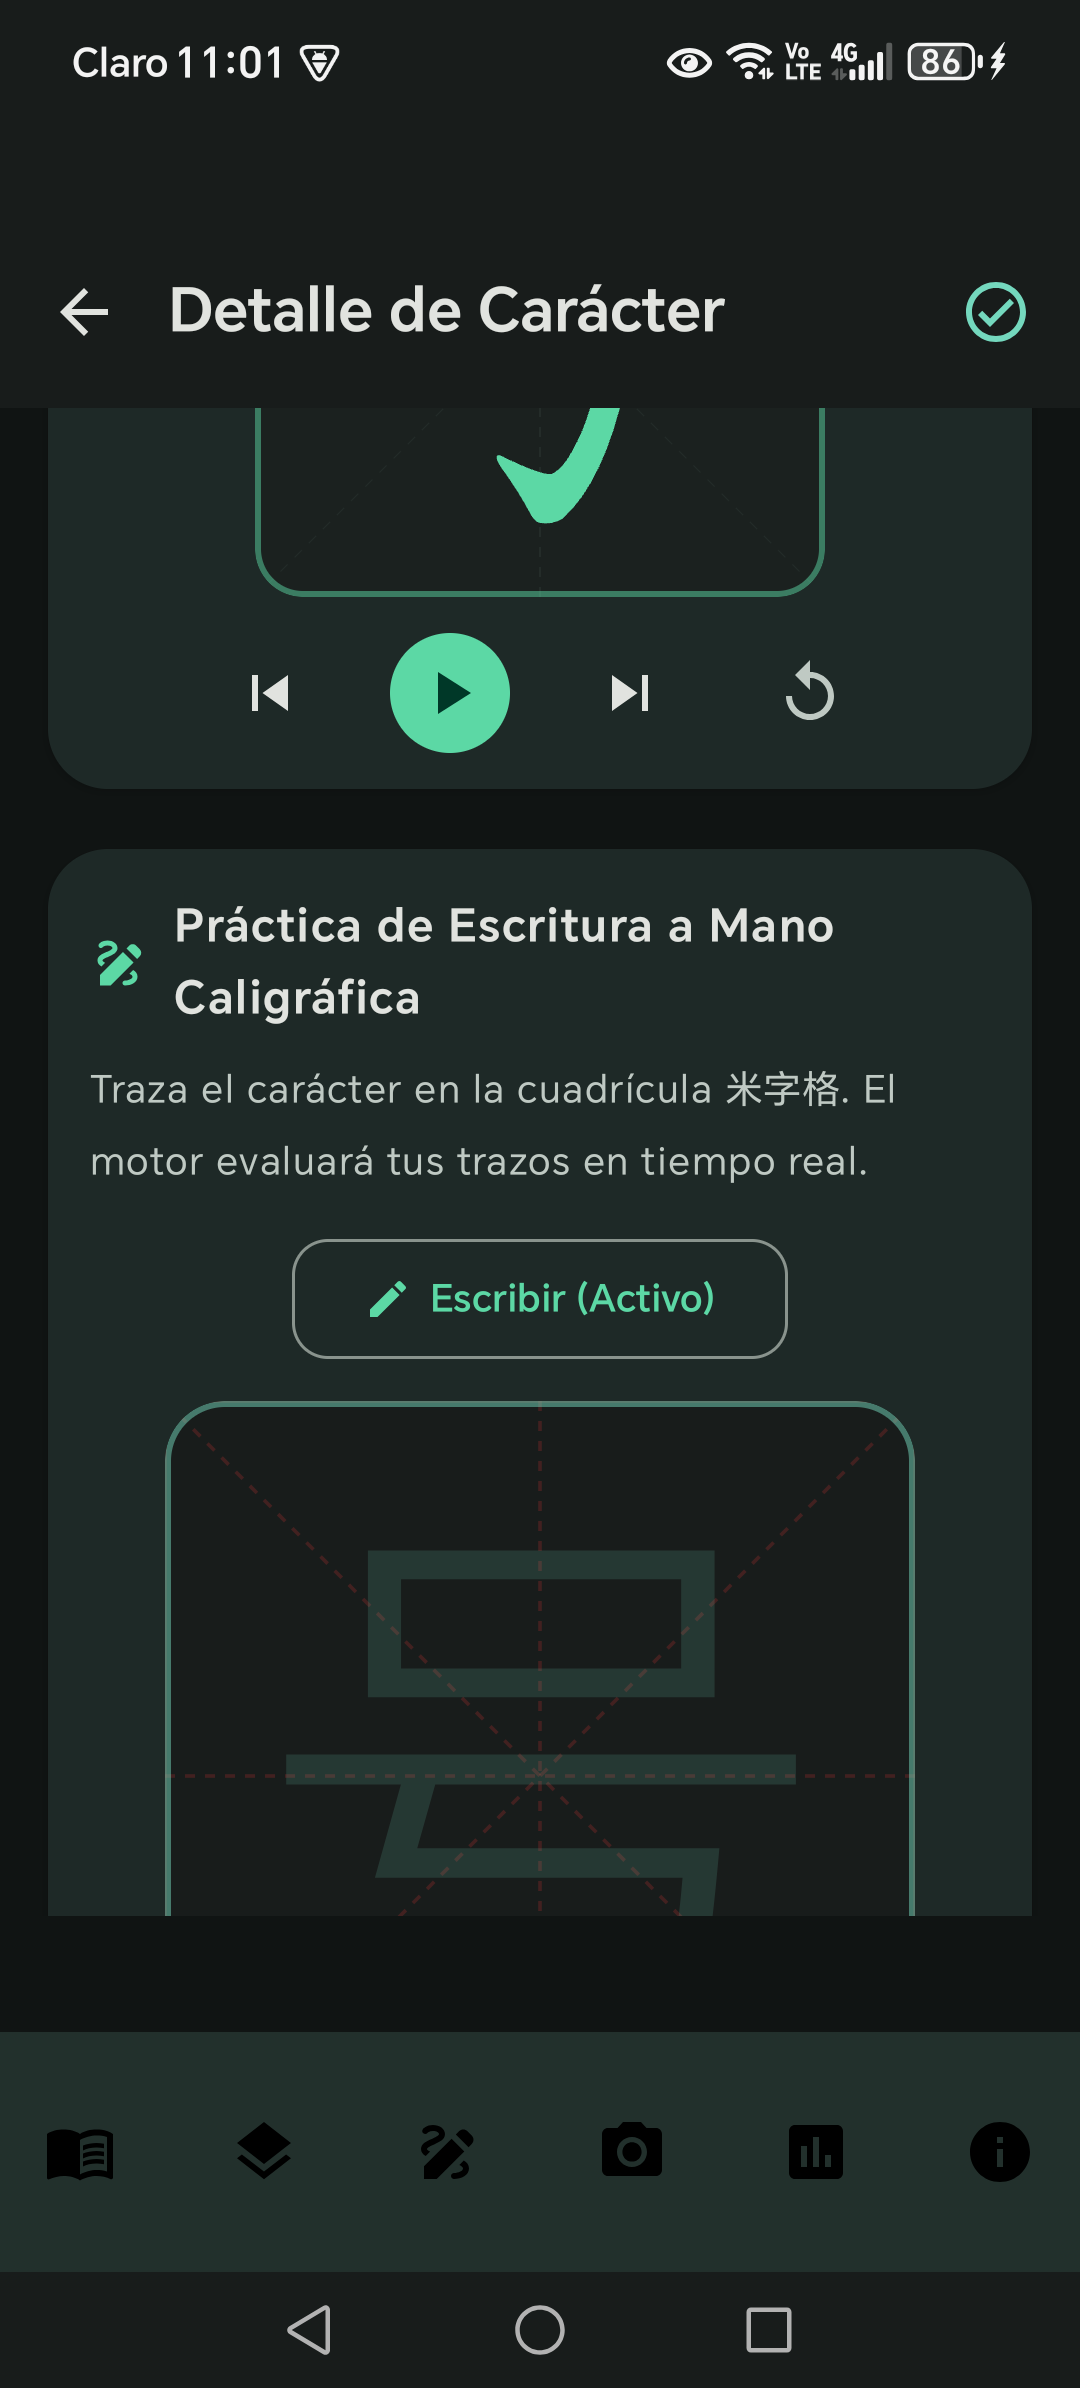 Claro 11:01 Vo LTE 4G 86
Detalle de Carácter
Práctica de Escritura a Mano
Caligráfica
Traza el carácter en la cuadrícula 米字格. El
motor evaluará tus trazos en tiempo real.
Escribir (Activo)
号